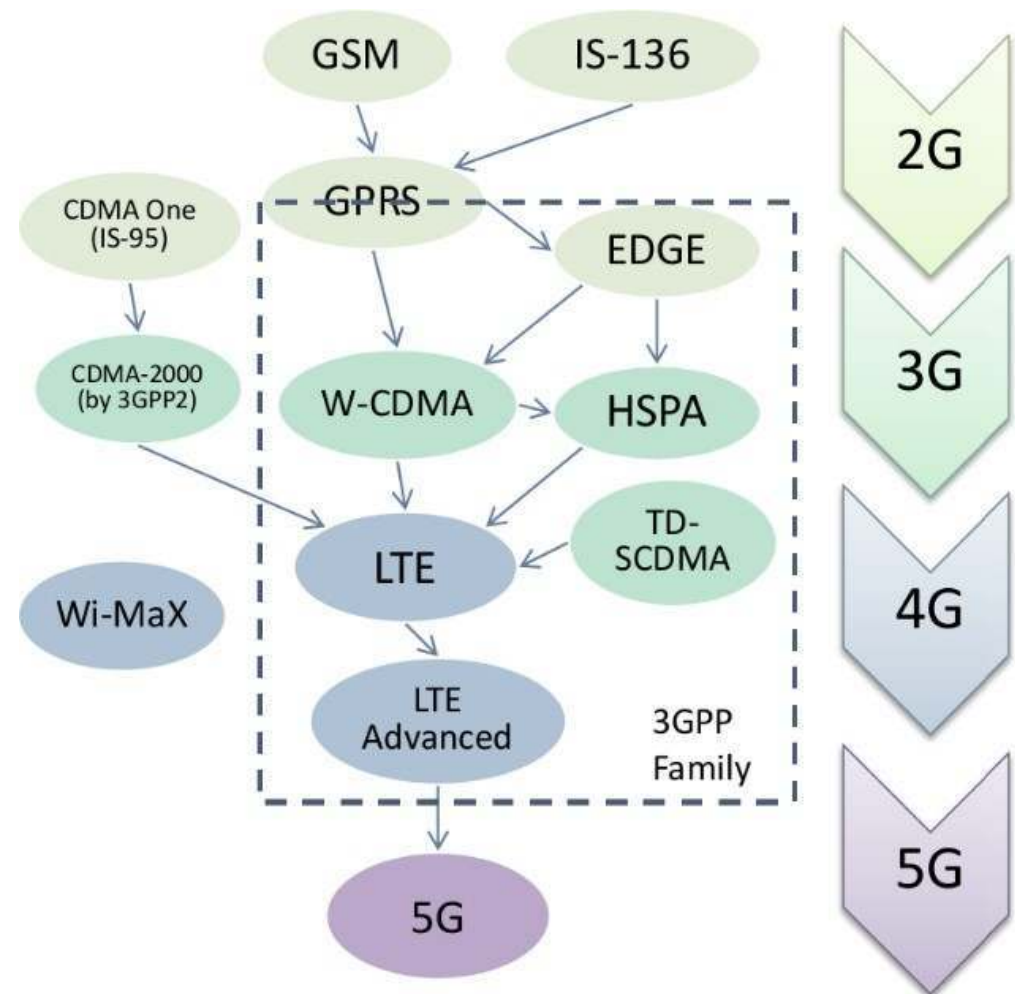 GSM
IS-136
2G
GPRS
CDMA One
(IS-95)
EDGE
3G
CDMA-2000
(by 3GPP2)
W-CDMA
HSPA
TD-
SCDMA
LTE
Wi-MaX
4G
LTE
Advanced
3GPP
Family
5G
5G